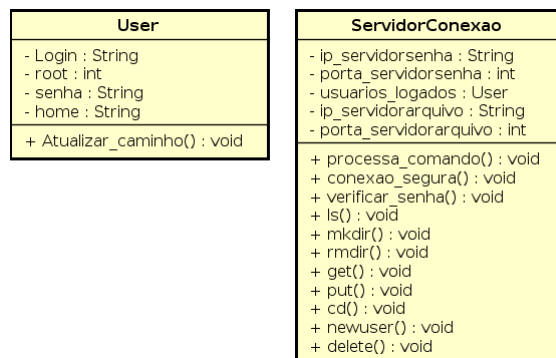 User
- Login : String
- root : int
- senha : String
- home : String
+ Atualizar_caminho() : void
ServidorConexao
- ip_servidorsenha : String
- porta_servidorsenha : int
- usuarios_logados : User
- ip_servidorarquivo : String
- porta_servidorarquivo : int
+ processa_comando() : void
+ conexao_segura() : void
+ verificar_senha() : void
+ ls() : void
+ mkdir() : void
+ rmdir() : void
+ get() : void
+ put() : void
+ cd() : void
+ newuser() : void
+ delete() : void